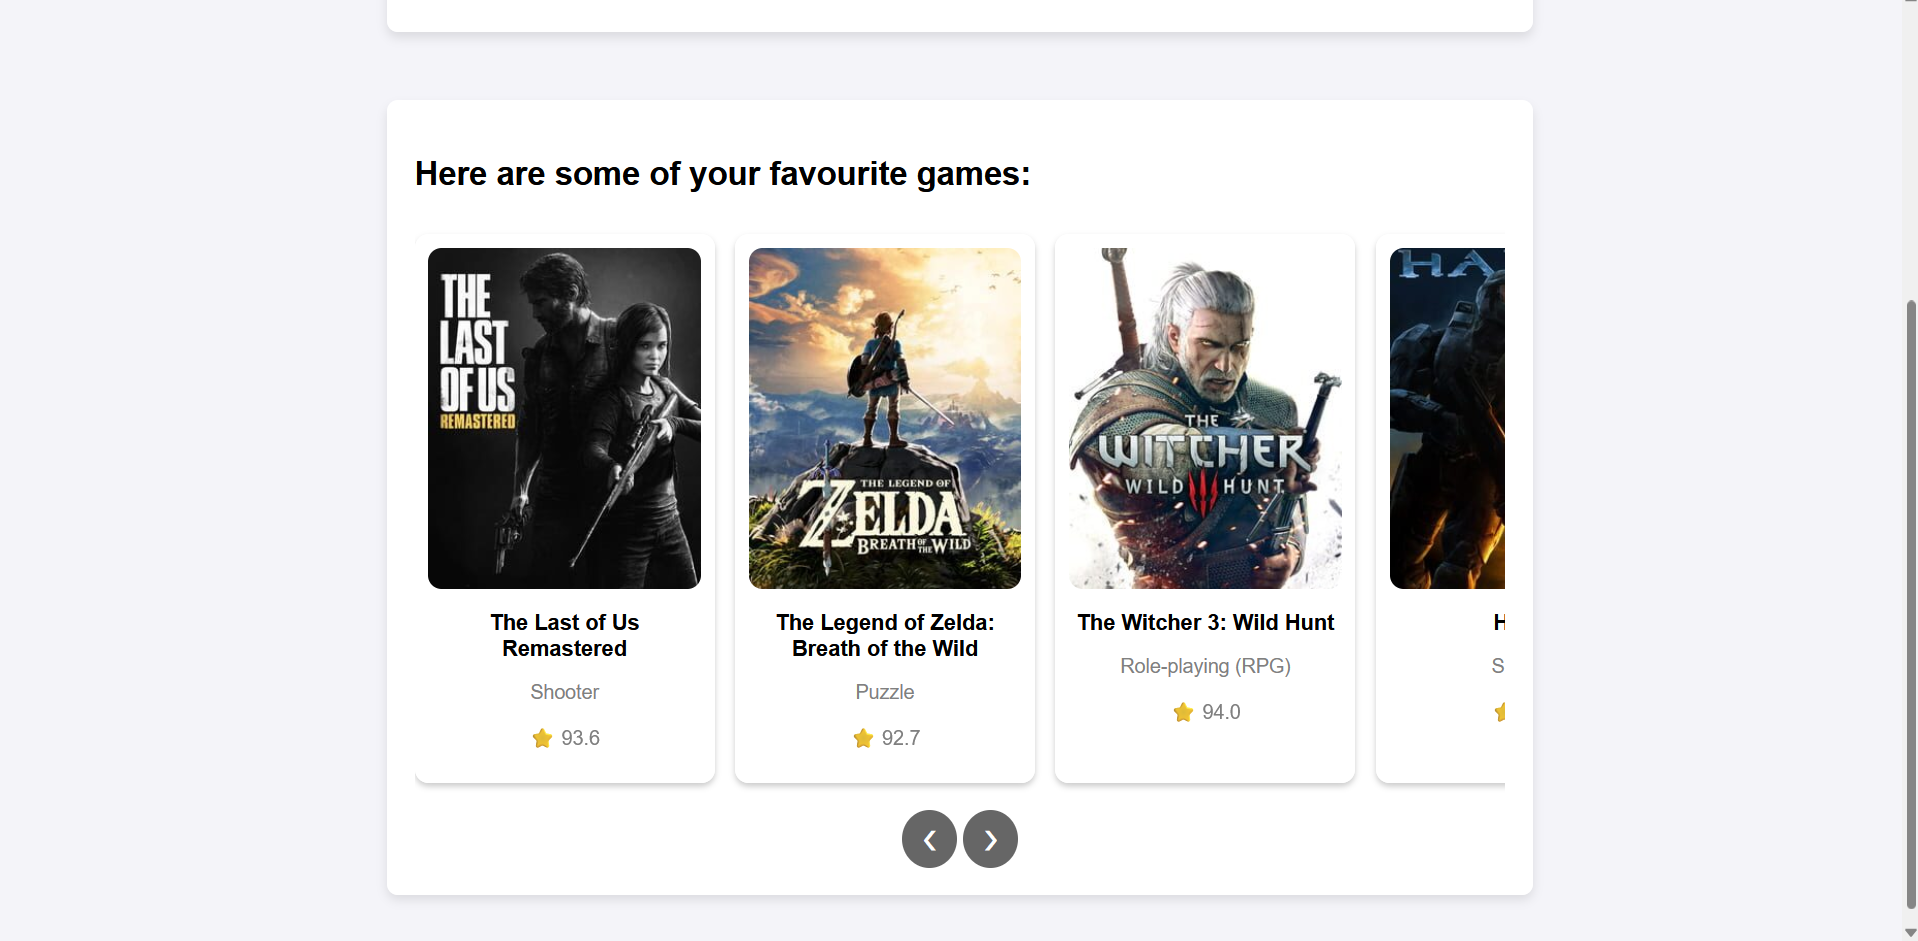 Here are some of your favourite games:
THE
LAST
OF US
REMASTERED
THE LEGEND OF
ZELDA
BREATH OF THE WILD
THE
WITCHER
WILD HUNT
HA
The Last of Us
Remastered
Shooter
93.6
The Legend of Zelda:
Breath of the Wild
Puzzle
92.7
The Witcher 3: Wild Hunt
Role-playing (RPG)
94.0
H
S